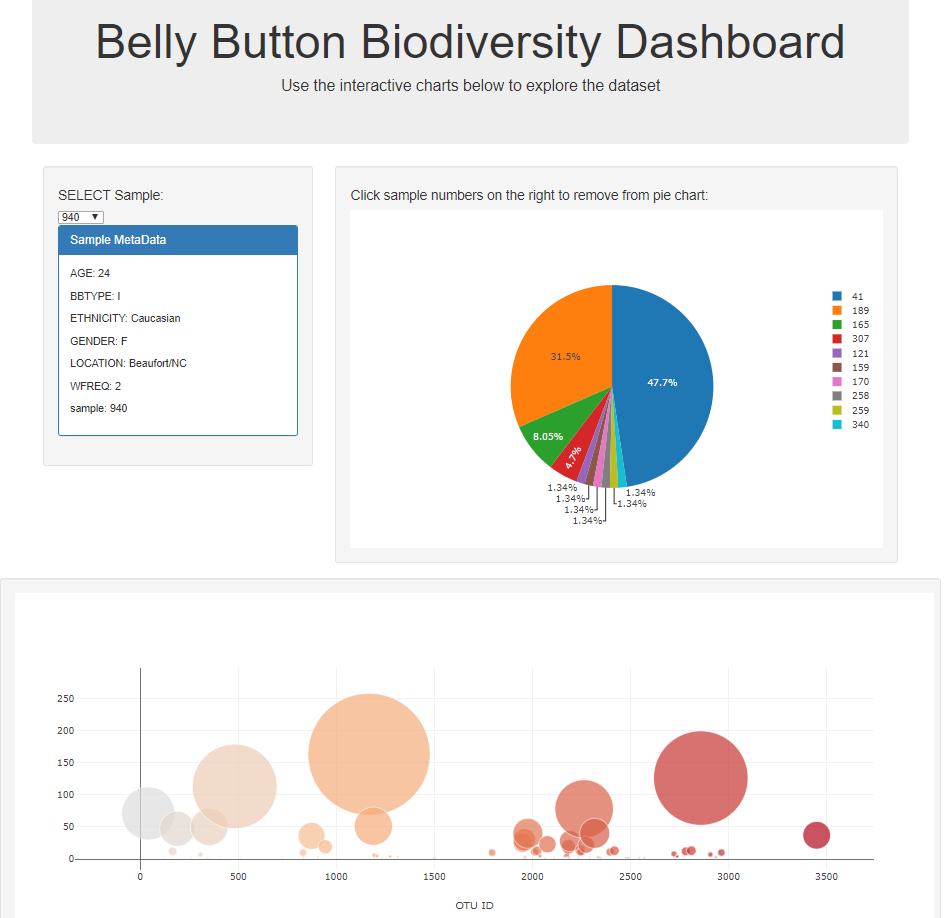 Belly Button Biodiversity Dashboard
Use the interactive charts below to explore the dataset
SELECT Sample:
940 ▼
Sample MetaData
AGE: 24
BBTYPE: I
ETHNICITY: Caucasian
GENDER: F
LOCATION: Beaufort/NC
WFREQ: 2
sample: 940
Click sample numbers on the right to remove from pie chart:
47.7%
31.5%
8.05%
4.7%
1.34%
1.34%
1.34%
1.34%
1.34%
1.34%
41
189
165
307
121
159
170
258
259
340
250
200
150
100
50
0
0 500 1000 1500 2000 2500 3000 3500
OTU ID